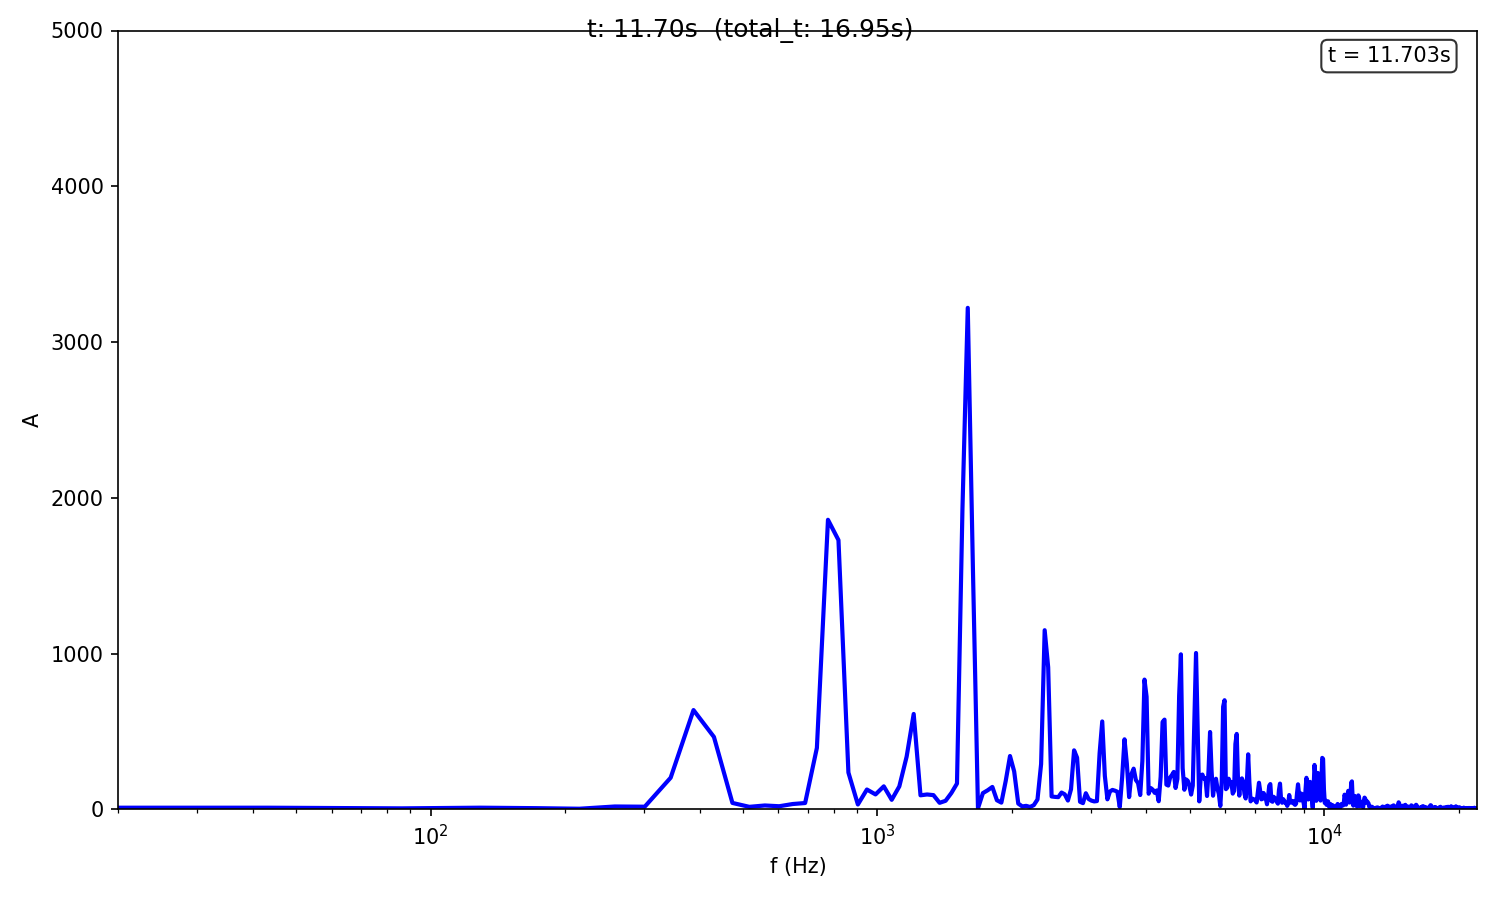 t: 11.70s  (total_t: 16.95s)
t = 11.703s
5000
4000
3000
2000
1000
0
A
10²
10³
10⁴
f (Hz)